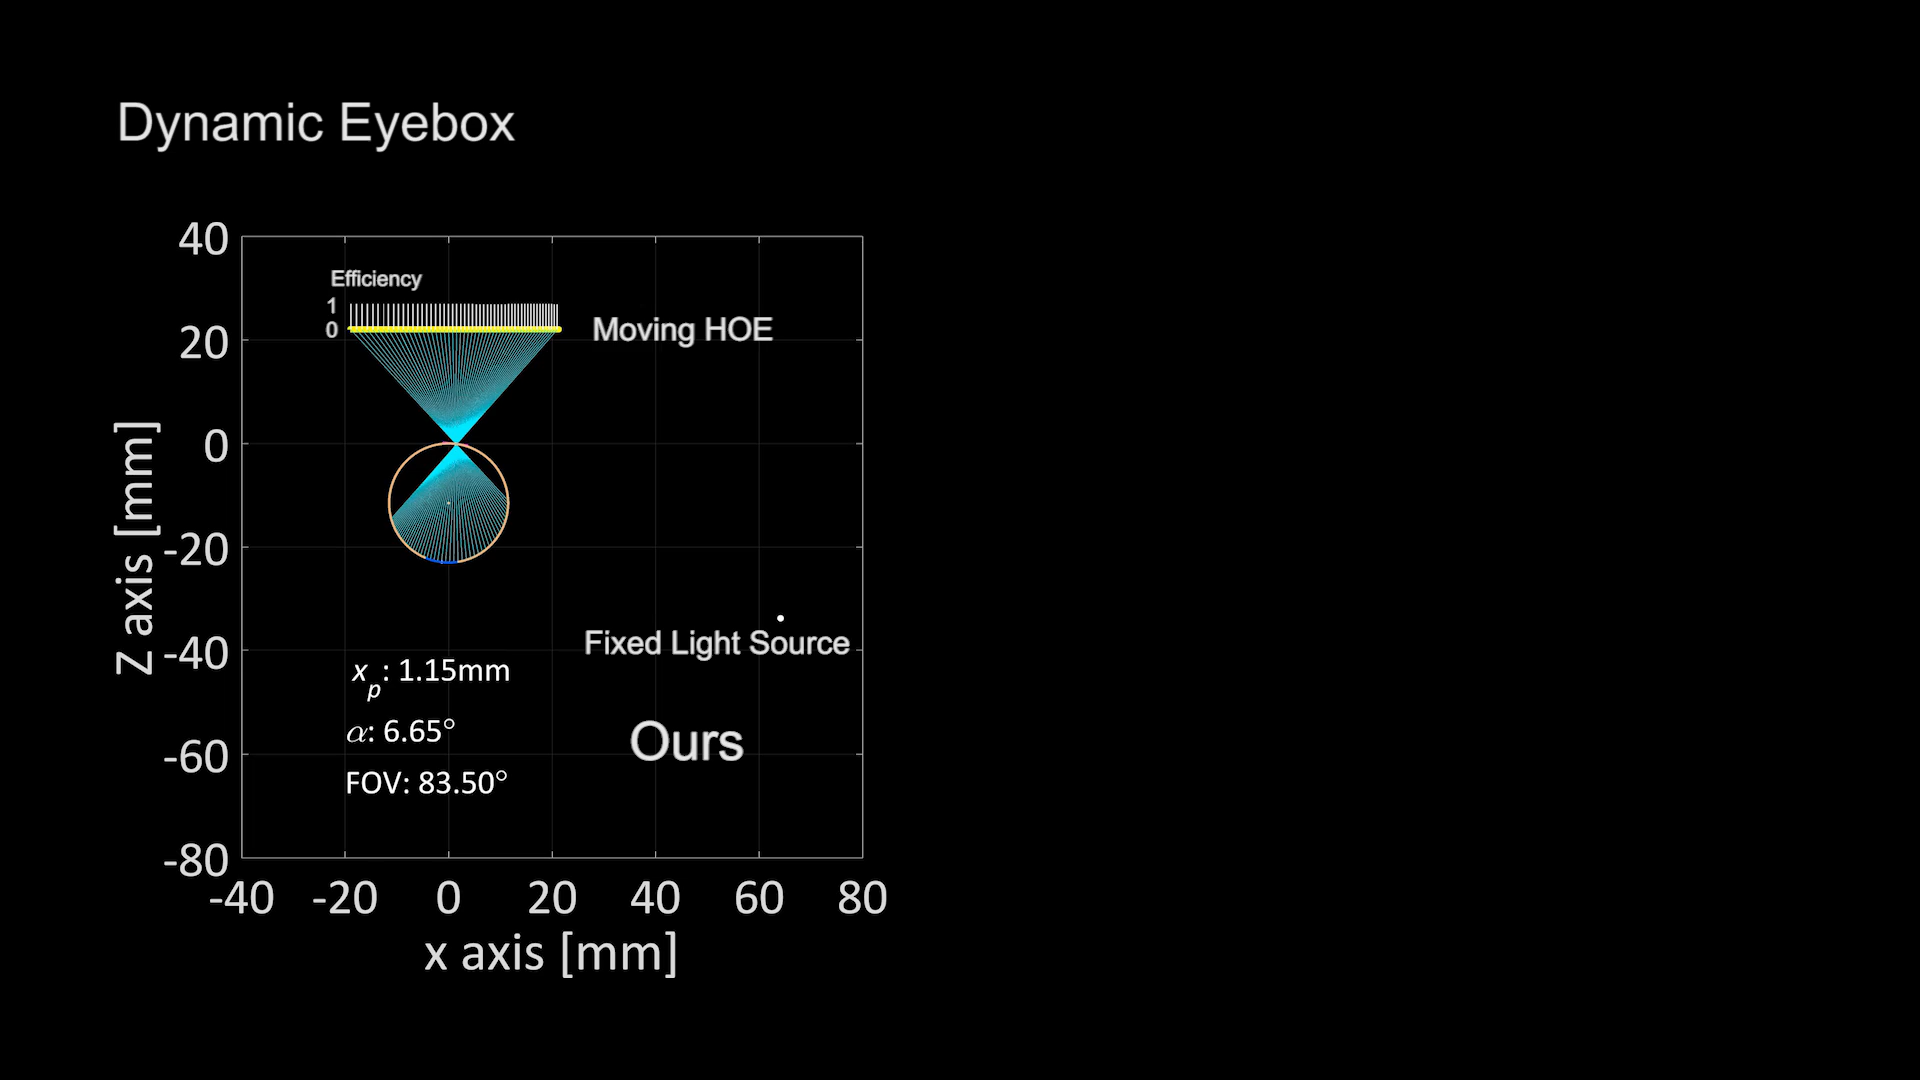 Dynamic Eyebox
40
Efficiency
1
0
Moving HOE
20
0
-20
Fixed Light Source
-40
xp: 1.15mm
α: 6.65°
Ours
-60
FOV: 83.50°
-80
-40 -20 0 20 40 60 80
x axis [mm]
Z axis [mm]